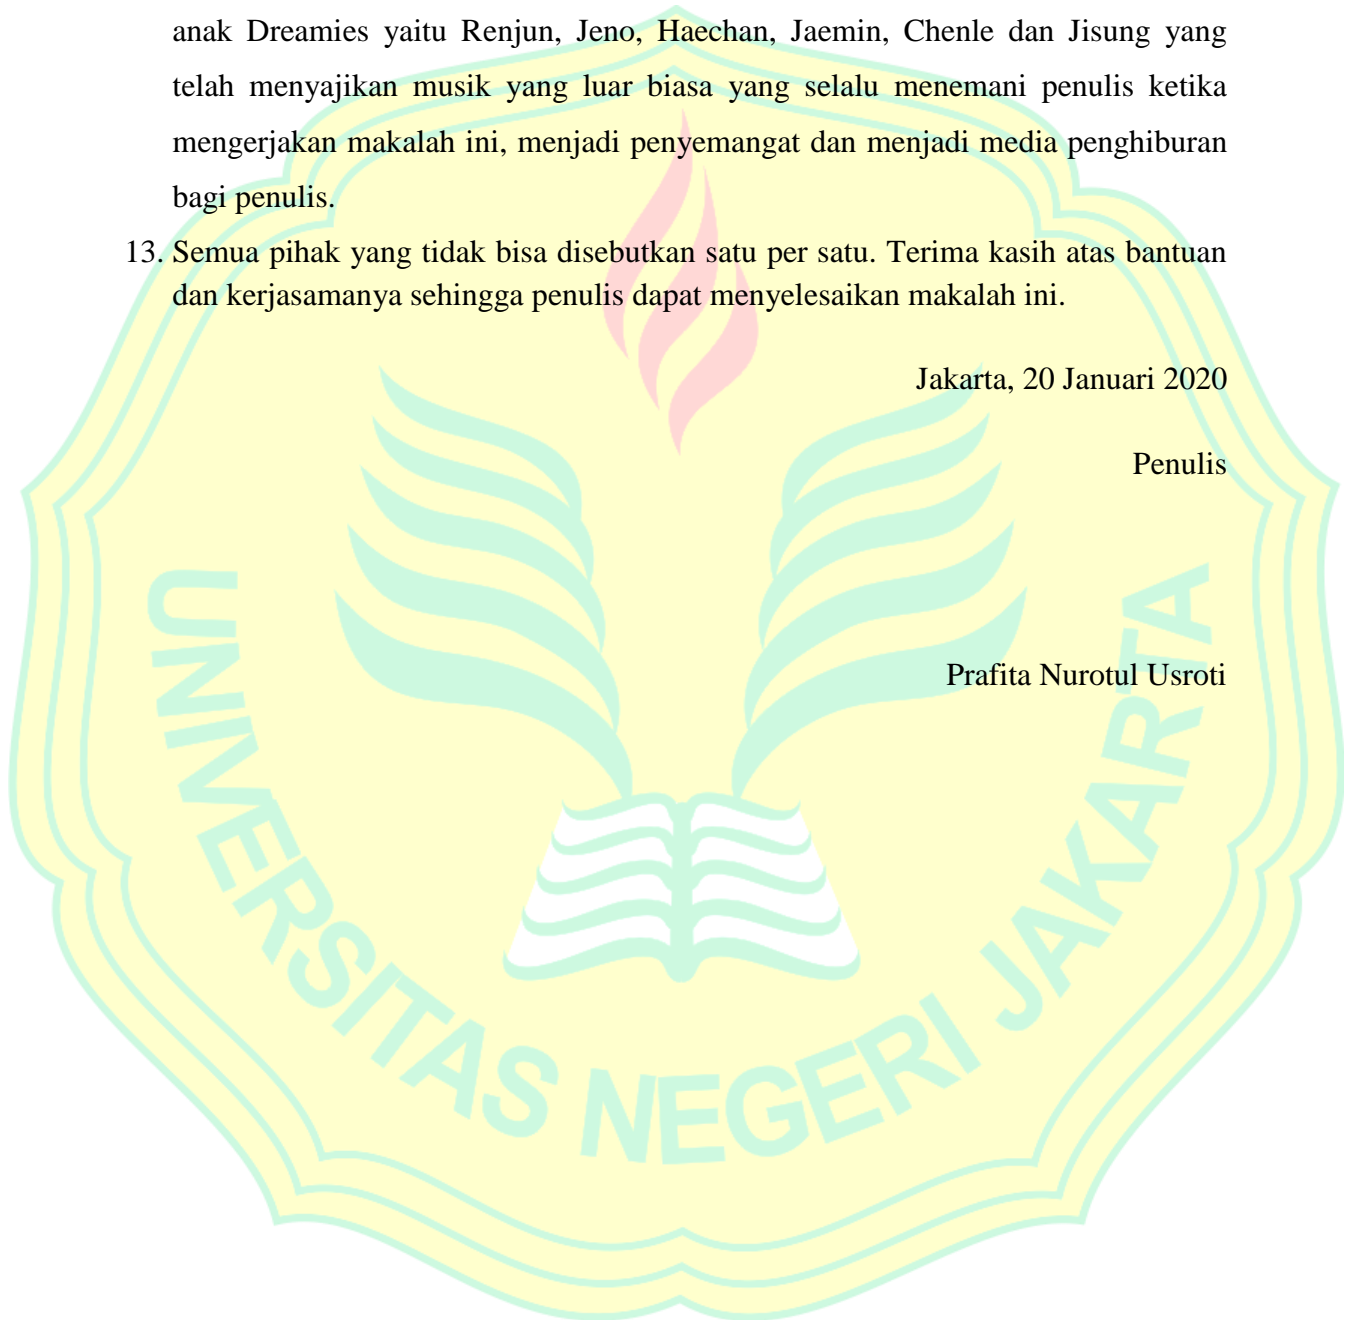 anak Dreamies yaitu Renjun, Jeno, Haechan, Jaemin, Chenle dan Jisung yang
telah menyajikan musik yang luar biasa yang selalu menemani penulis ketika
mengerjakan makalah ini, menjadi penyemangat dan menjadi media penghiburan
bagi penulis.
13. Semua pihak yang tidak bisa disebutkan satu per satu. Terima kasih atas bantuan
dan kerjasamanya sehingga penulis dapat menyelesaikan makalah ini.
Jakarta, 20 Januari 2020
Penulis
Prafita Nurotul Usroti
UNIVERSITAS NEGERI JAKARTA